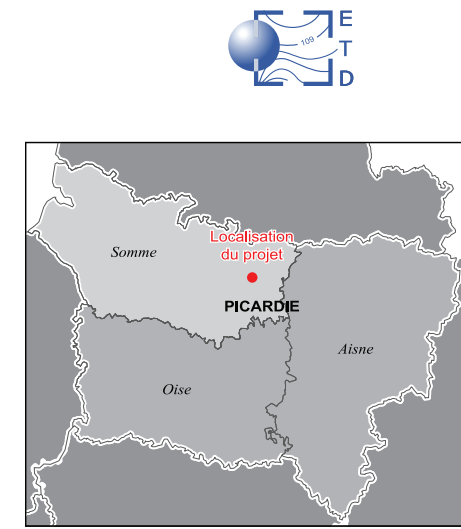 E
109
T
D
Localisation
Somme
du projet
PICARDIE
Aisne
Oise